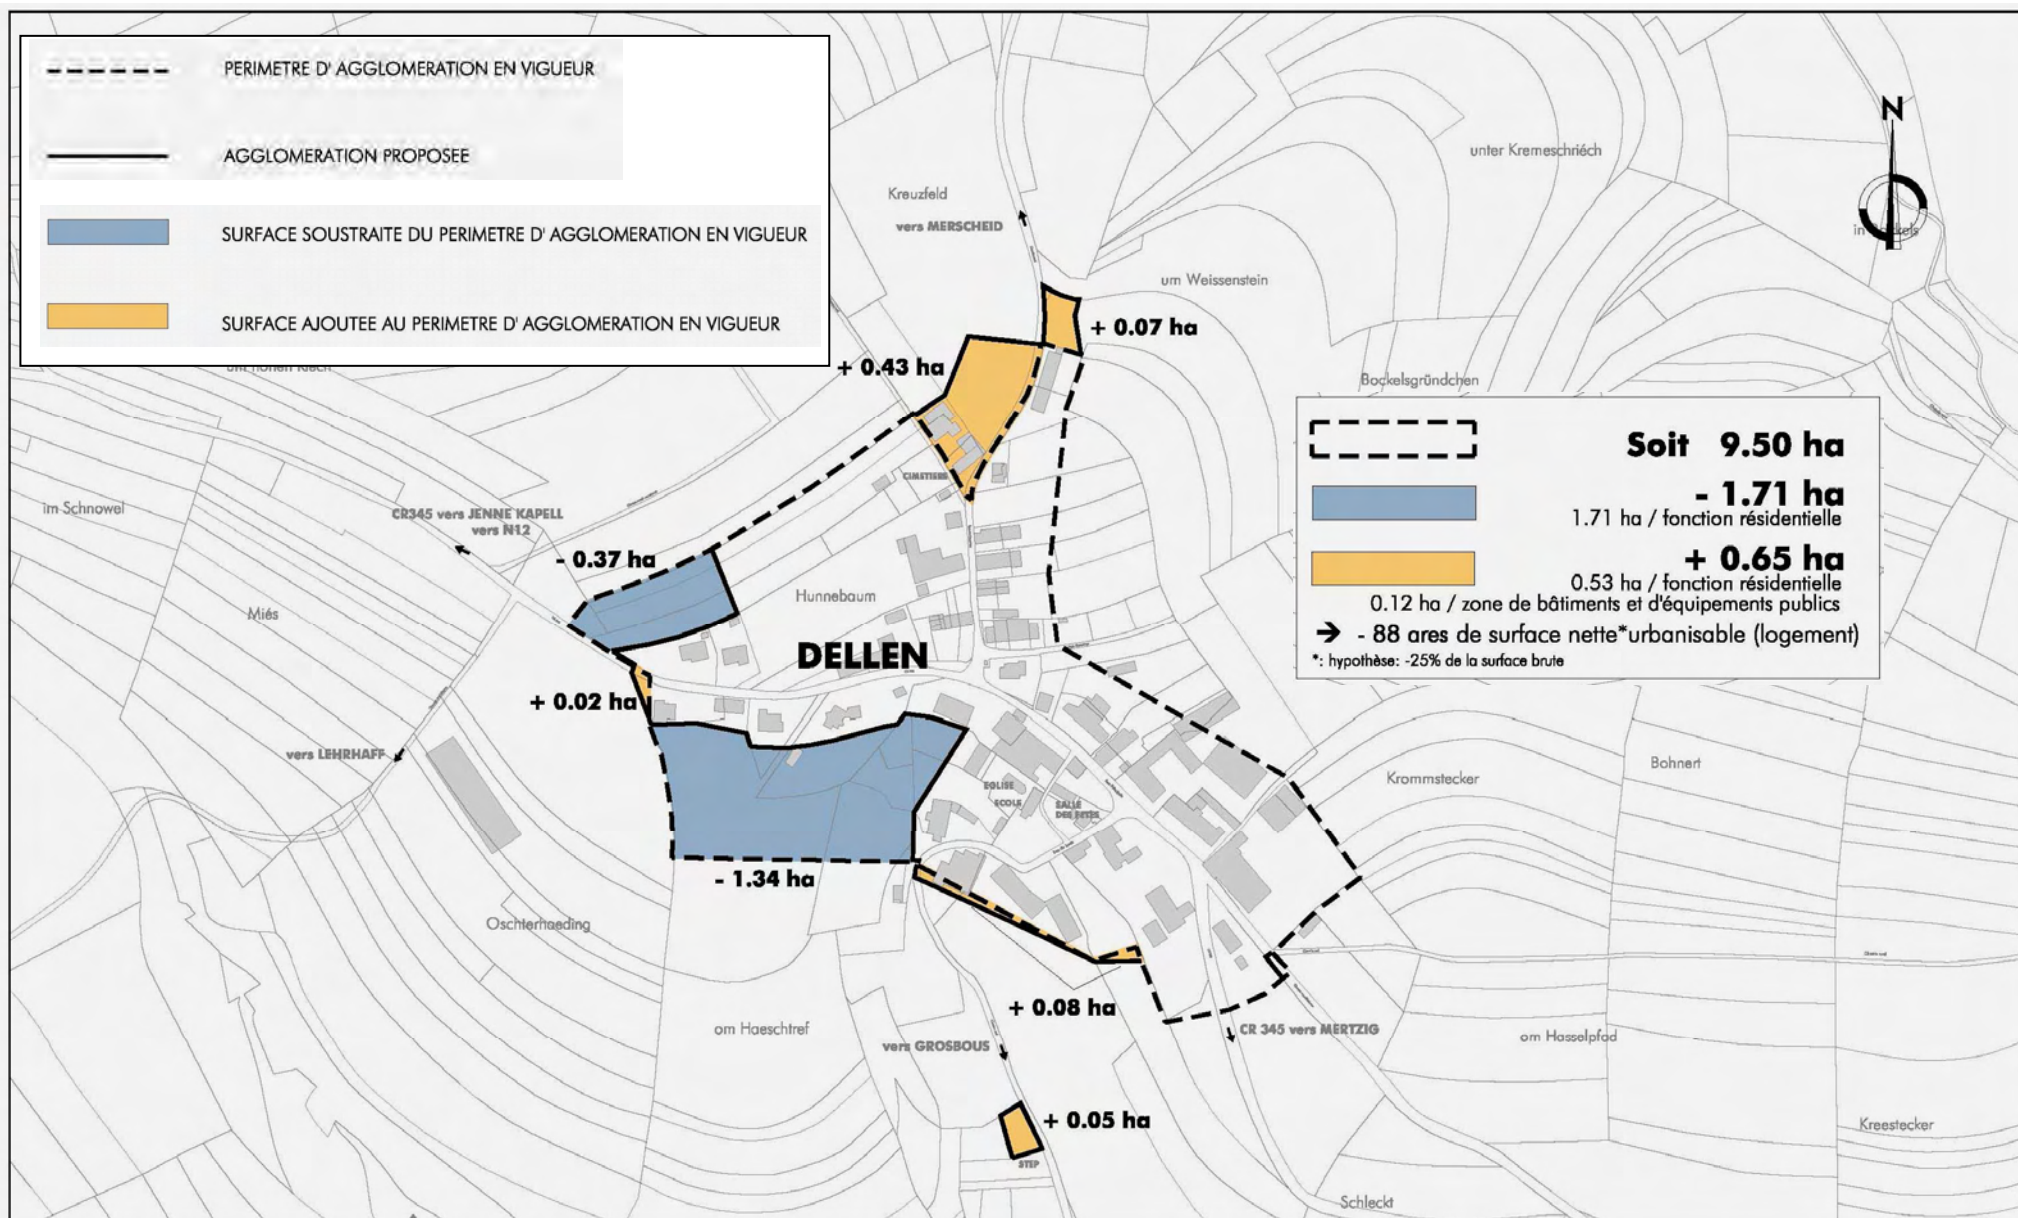 PERIMETRE D' AGGLOMERATION EN VIGUEUR
AGGLOMERATION PROPOSEE
SURFACE SOUSTRAITE DU PERIMETRE D' AGGLOMERATION EN VIGUEUR
SURFACE AJOUTEE AU PERIMETRE D' AGGLOMERATION EN VIGUEUR
N
unter Kremeschriéch
Kreuzfeld
vers MERSCHEID
um Weissenstein
+ 0.07 ha
+ 0.43 ha
Bockelsgründchen
Soit 9.50 ha
- 1.71 ha
1.71 ha / fonction résidentielle
+ 0.65 ha
0.53 ha / fonction résidentielle
0.12 ha / zone de bâtiments et d'équipements publics
➔ - 88 ares de surface nette*urbanisable (logement)
*: hypothèse: -25% de la surface brute
CIMETIERE
im Schnowel
CR345 vers JENNE KAPELL
vers N12
- 0.37 ha
Hunnebaum
Miés
DELLEN
+ 0.02 ha
vers LEHRHAFF
Krommstecker
Bohnert
EGLISE
ECOLE
SALLE
DES FETES
- 1.34 ha
Oschterhaeding
+ 0.08 ha
om Haeschtref
vers GROSBOUS
CR 345 vers MERTZIG
om Hasselpfad
+ 0.05 ha
Kreestecker
STEP
Schleckt